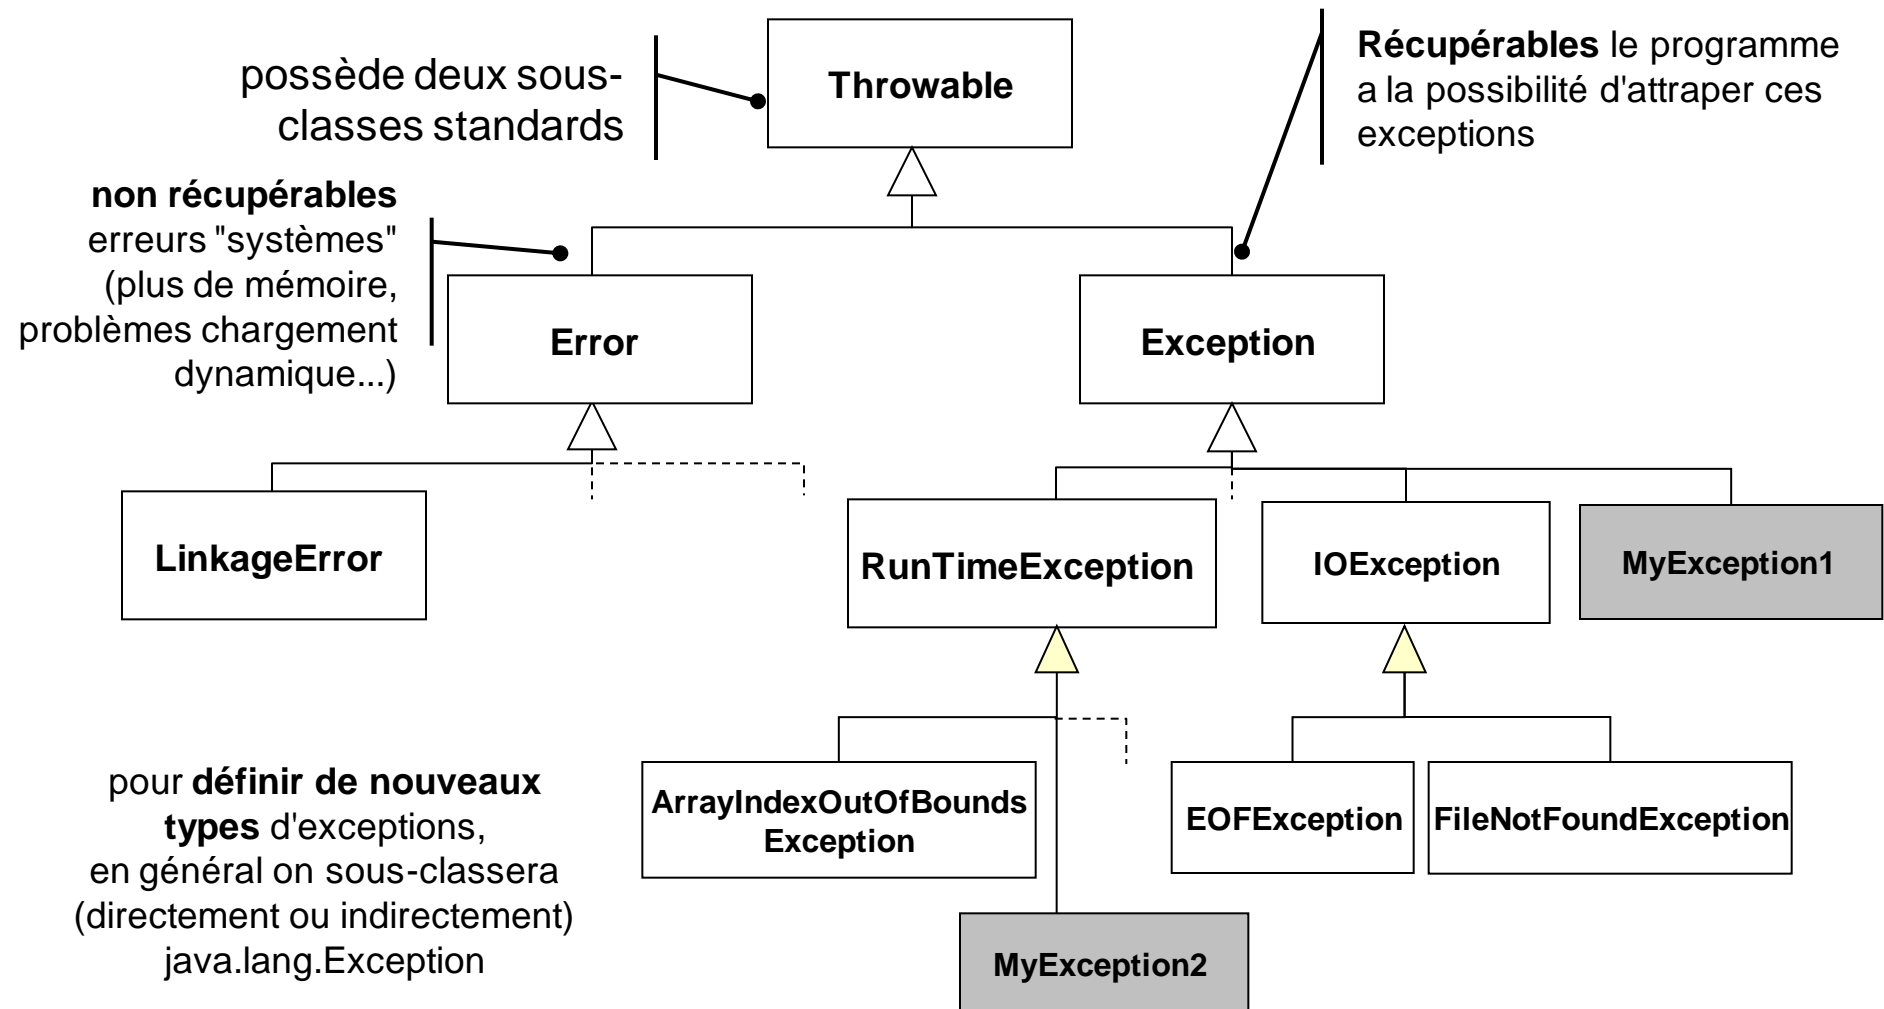 possède deux sous-
classes standards
Throwable
Récupérables le programme
a la possibilité d'attraper ces
exceptions
non récupérables
erreurs "systèmes"
(plus de mémoire,
problèmes chargement
dynamique...)
Error
Exception
LinkageError
RunTimeException
IOException
MyException1
pour définir de nouveaux
types d'exceptions,
en général on sous-classera
(directement ou indirectement)
java.lang.Exception
ArrayIndexOutOfBounds
Exception
EOFException
FileNotFoundException
MyException2